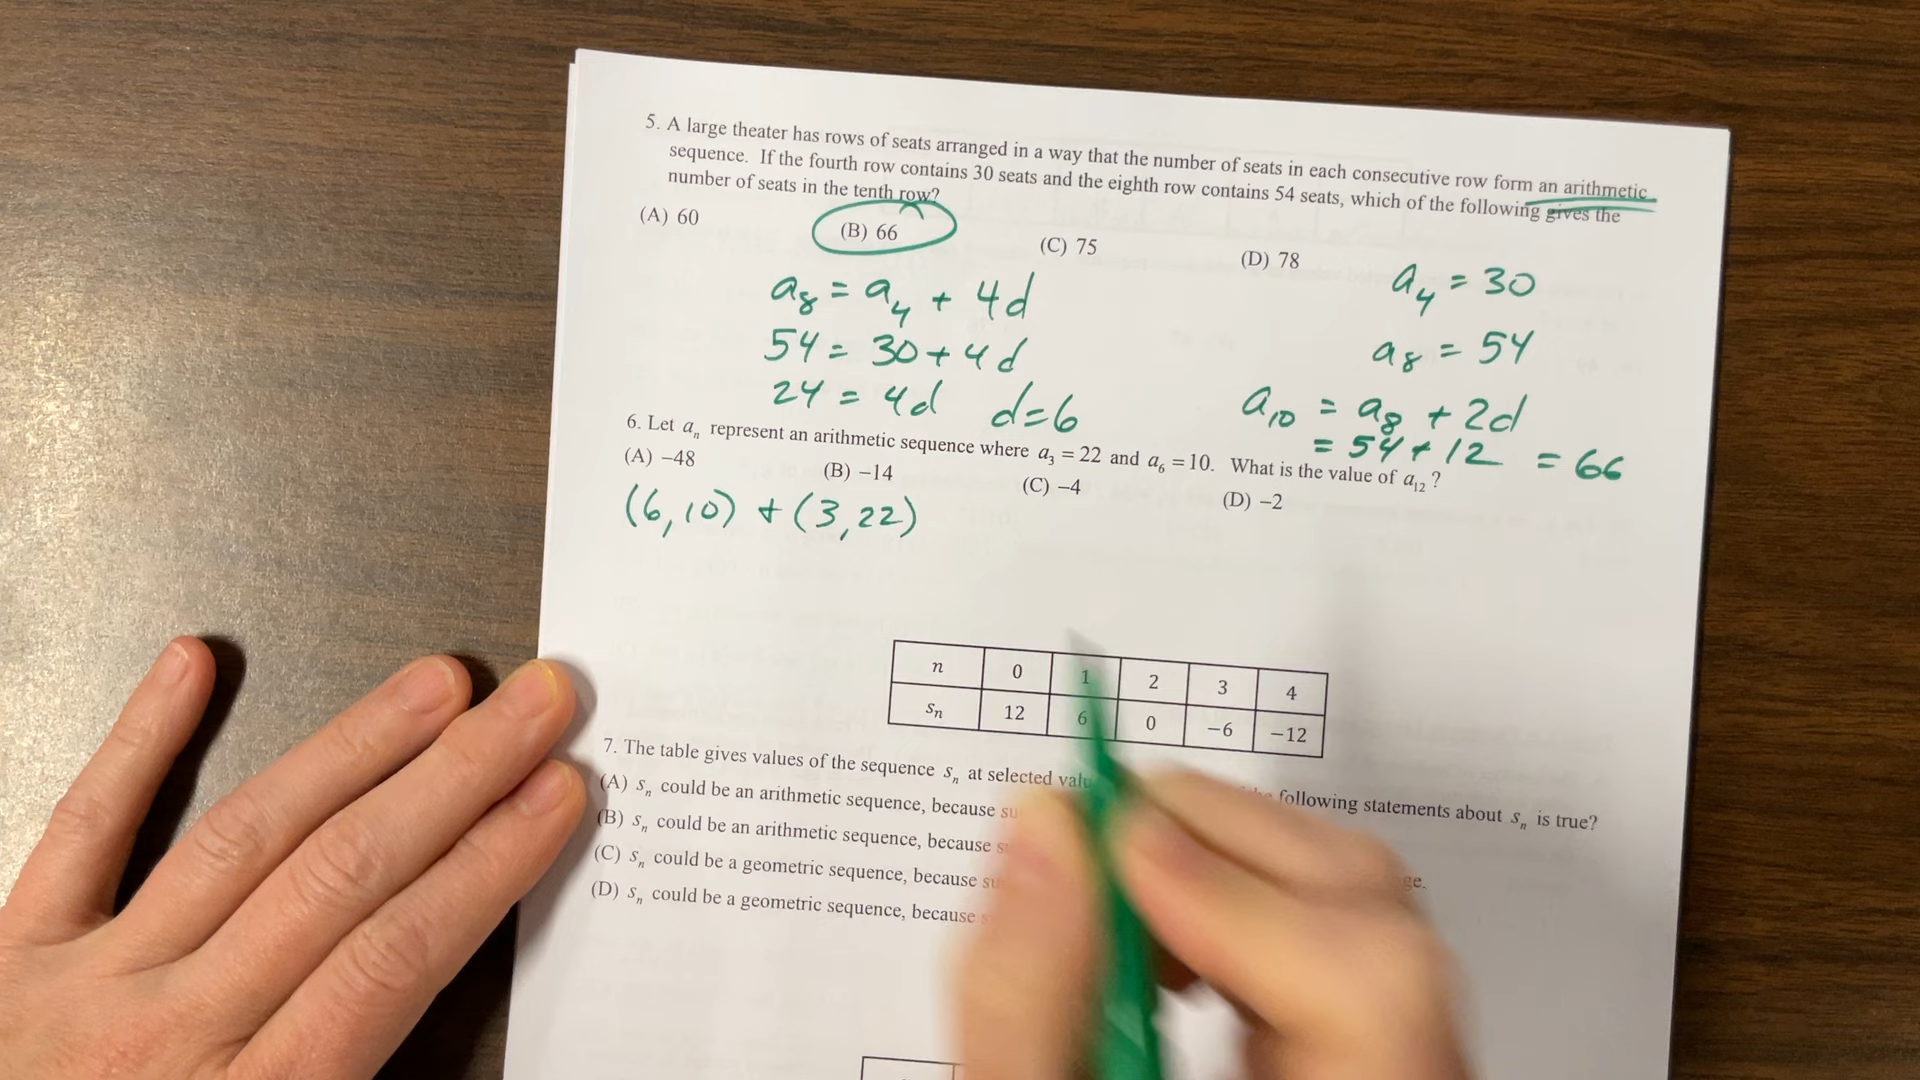 5. A large theater has rows of seats arranged in a way that the number of seats in each consecutive row form an arithmetic
sequence. If the fourth row contains 30 seats and the eighth row contains 54 seats, which of the following gives the
number of seats in the tenth row?
(A) 60 (B) 66 (C) 75 (D) 78
a₈ = a₄ + 4d
54 = 30 + 4d
24 = 4d d=6
a₄ = 30
a₈ = 54
a₁₀ = a₈ + 2d
= 54 + 12 = 66
6. Let aₙ represent an arithmetic sequence where a₃ = 22 and a₆ = 10. What is the value of a₁₂ ?
(A) −48 (B) −14 (C) −4 (D) −2
(6,10) + (3,22)
n 0 1 2 3 4
sₙ 12 6 0 −6 −12
7. The table gives values of the sequence sₙ at selected following statements about sₙ is true?
(A) sₙ could be an arithmetic sequence, because
(B) sₙ could be an arithmetic sequence, because
(C) sₙ could be a geometric sequence, because
(D) sₙ could be a geometric sequence, because